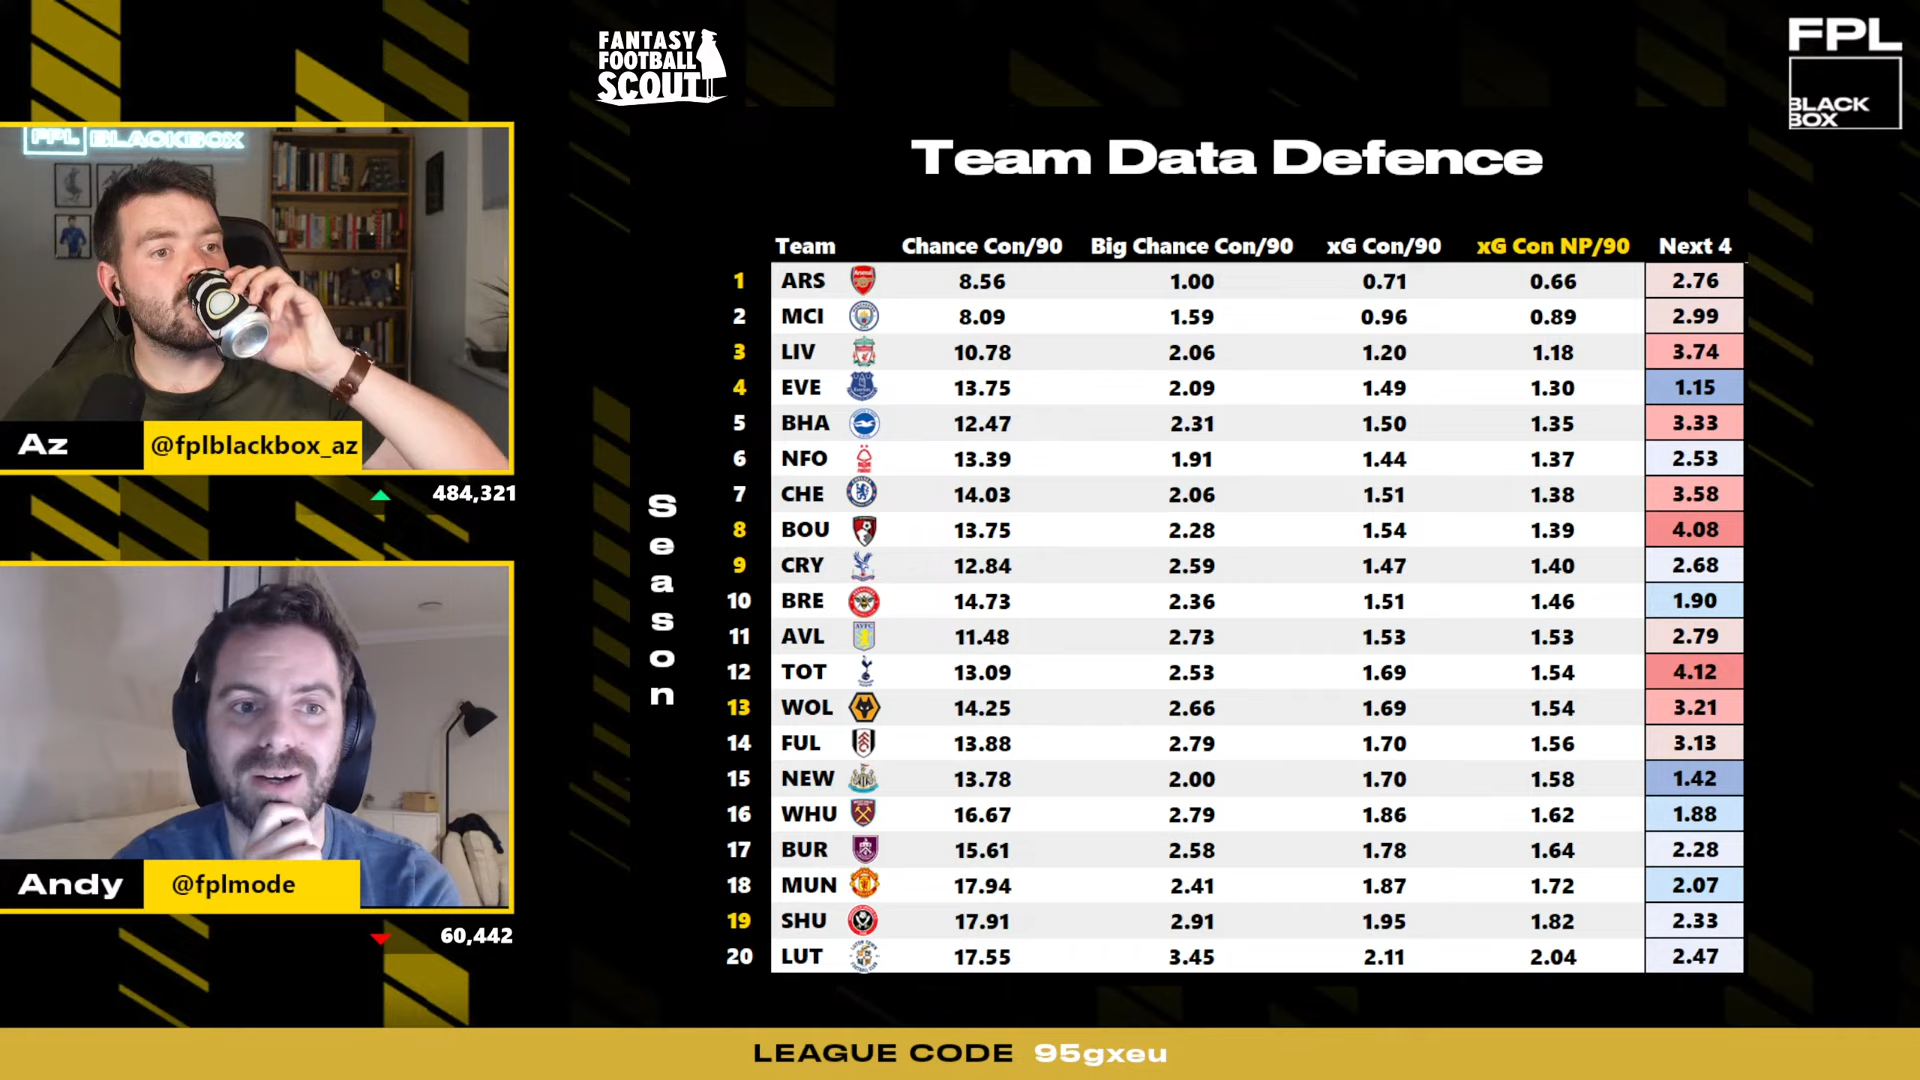 FANTASY
FOOTBALL
SCOUT
FPL
BLACK
BOX
FPL BLACKBOX
Az @fplblackbox_az
484,321
Andy @fplmode
60,442
Team Data Defence
Season
Team Chance Con/90 Big Chance Con/90 xG Con/90 xG Con NP/90 Next 4
1 ARS 8.56 1.00 0.71 0.66 2.76
2 MCI 8.09 1.59 0.96 0.89 2.99
3 LIV 10.78 2.06 1.20 1.18 3.74
4 EVE 13.75 2.09 1.49 1.30 1.15
5 BHA 12.47 2.31 1.50 1.35 3.33
6 NFO 13.39 1.91 1.44 1.37 2.53
7 CHE 14.03 2.06 1.51 1.38 3.58
8 BOU 13.75 2.28 1.54 1.39 4.08
9 CRY 12.84 2.59 1.47 1.40 2.68
10 BRE 14.73 2.36 1.51 1.46 1.90
11 AVL 11.48 2.73 1.53 1.53 2.79
12 TOT 13.09 2.53 1.69 1.54 4.12
13 WOL 14.25 2.66 1.69 1.54 3.21
14 FUL 13.88 2.79 1.70 1.56 3.13
15 NEW 13.78 2.00 1.70 1.58 1.42
16 WHU 16.67 2.79 1.86 1.62 1.88
17 BUR 15.61 2.58 1.78 1.64 2.28
18 MUN 17.94 2.41 1.87 1.72 2.07
19 SHU 17.91 2.91 1.95 1.82 2.33
20 LUT 17.55 3.45 2.11 2.04 2.47
LEAGUE CODE 95gxeu